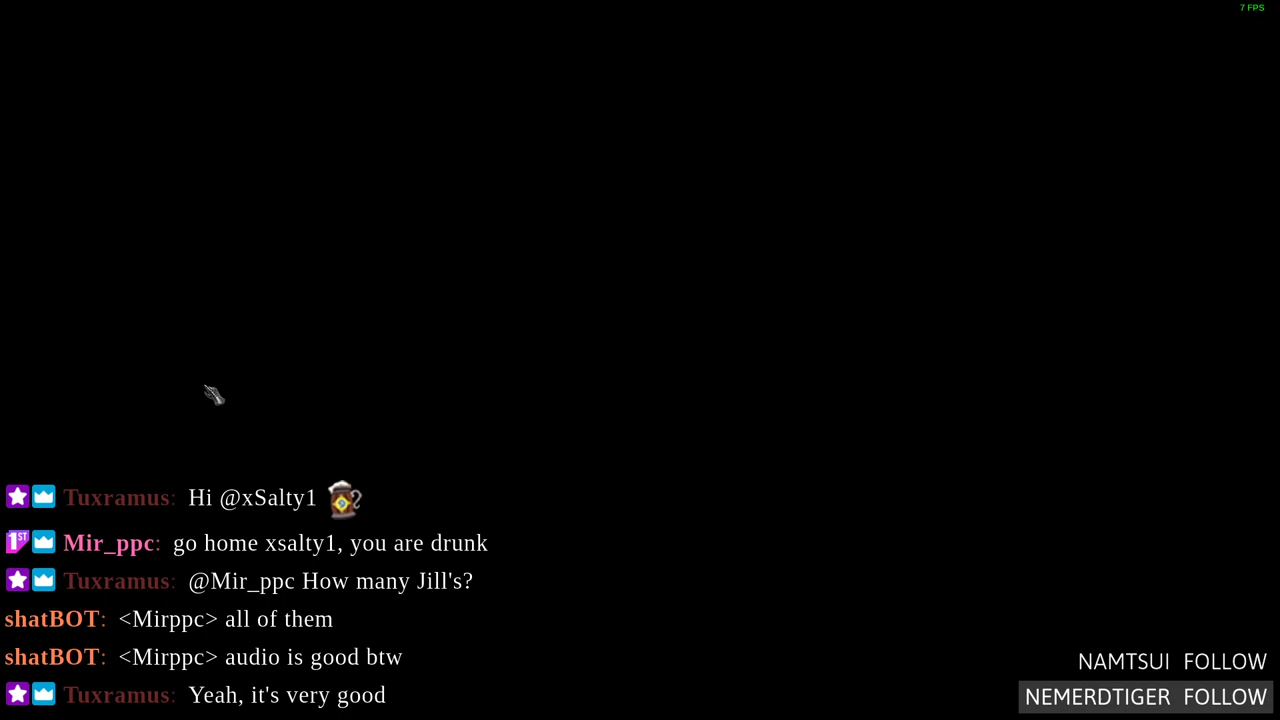 7 FPS
Tuxramus: Hi @xSalty1
1ST Mir_ppc: go home xsalty1, you are drunk
Tuxramus: @Mir_ppc How many Jill's?
shatBOT: <Mirppc> all of them
shatBOT: <Mirppc> audio is good btw
Tuxramus: Yeah, it's very good
NAMTSUI FOLLOW
NEMERDTIGER FOLLOW